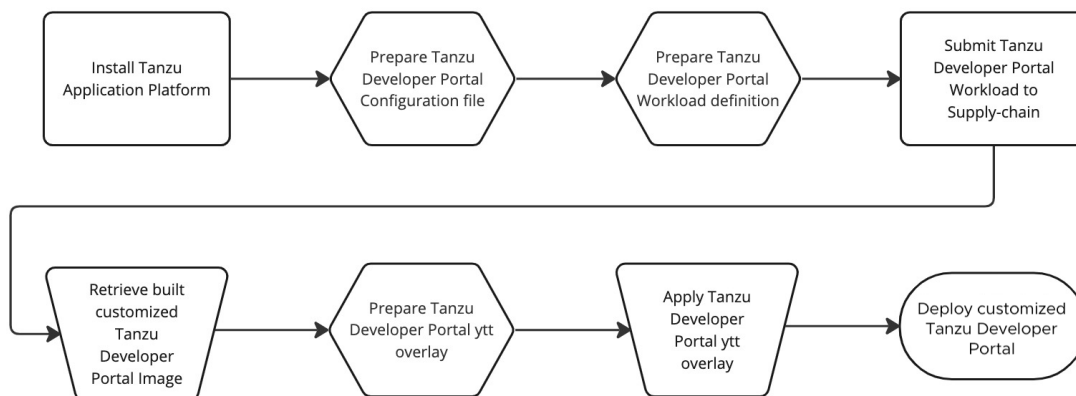 Install Tanzu
Application Platform
Prepare Tanzu
Developer Portal
Configuration file
Prepare Tanzu
Developer Portal
Workload definition
Submit Tanzu
Developer Portal
Workload to
Supply-chain
Retrieve built
customized
Tanzu
Developer
Portal Image
Prepare Tanzu
Developer Portal ytt
overlay
Apply Tanzu
Developer
Portal ytt
overlay
Deploy customized
Tanzu Developer
Portal